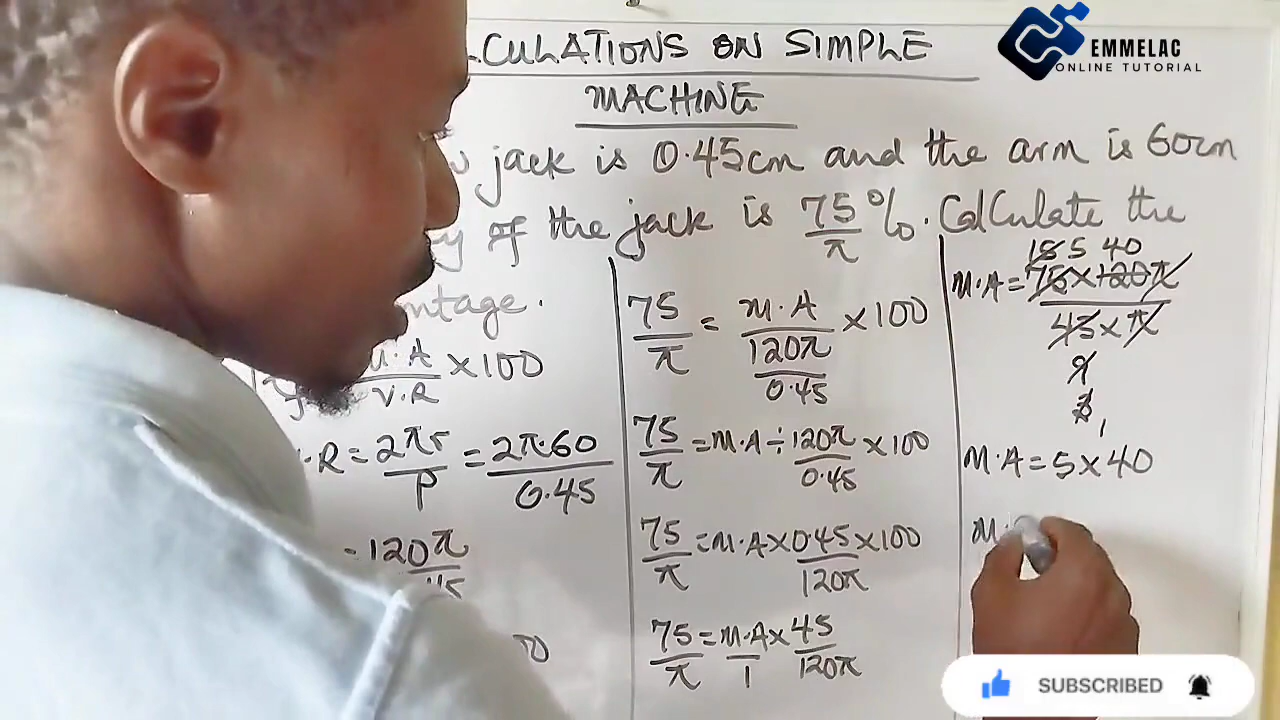 CULATIONS ON SIMPLE
MACHINE
EMMELAC
ONLINE TUTORIAL
jack is 0.45cm and the arm is 60cm
of the jack is 75/π %. Calculate the
ntage.
M.A/V.R ×100
.R = 2πr/P = 2π.60/0.45
= 120π
75/π = M.A/(120π/0.45) ×100
75/π = M.A ÷ 120π/0.45 ×100
75/π = M.A × 0.45/120π ×100
75/π = M.A/1 × 45/120π
15 5 40
M.A = 75×120π/45×π
9
3 1
M.A = 5×40
M.
SUBSCRIBED